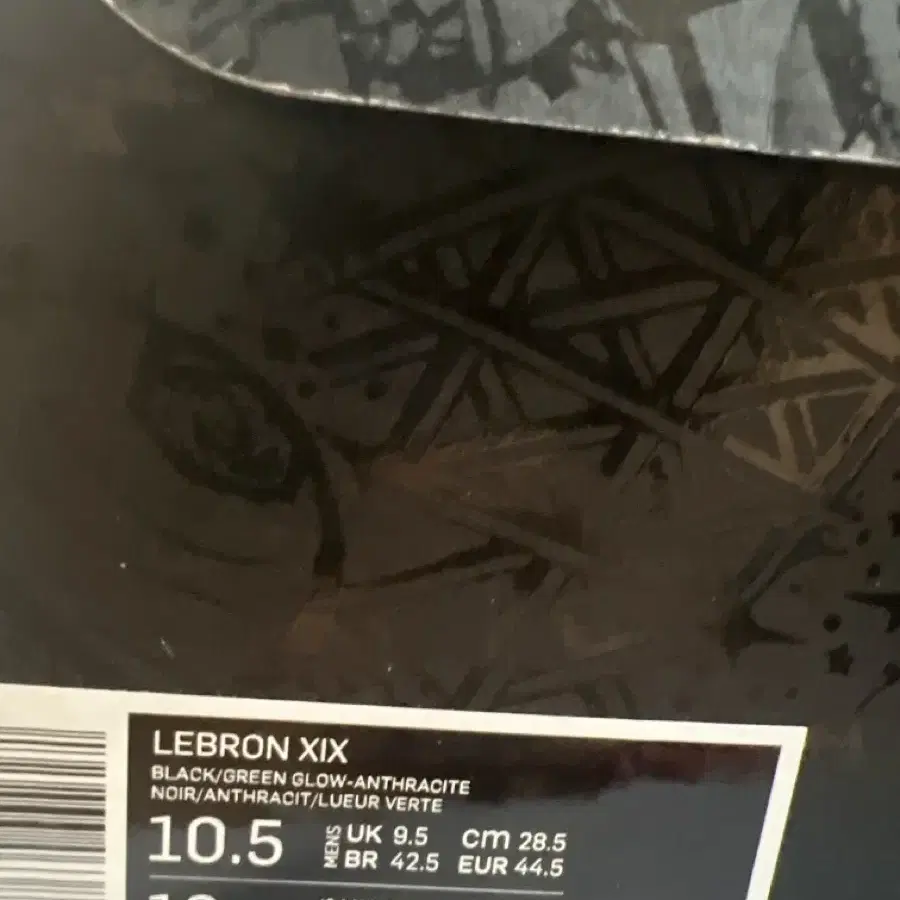 LEBRON XIX
BLACK/GREEN GLOW-ANTHRACITE
NOIR/ANTHRACIT/LUEUR VERTE
10.5 MENS UK 9.5 cm 28.5
BR 42.5 EUR 44.5